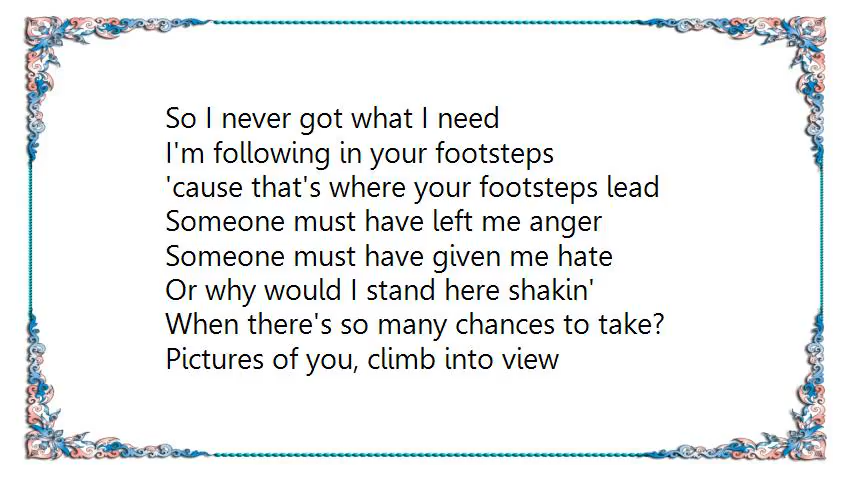 So I never got what I need
I'm following in your footsteps
'cause that's where your footsteps lead
Someone must have left me anger
Someone must have given me hate
Or why would I stand here shakin'
When there's so many chances to take?
Pictures of you, climb into view